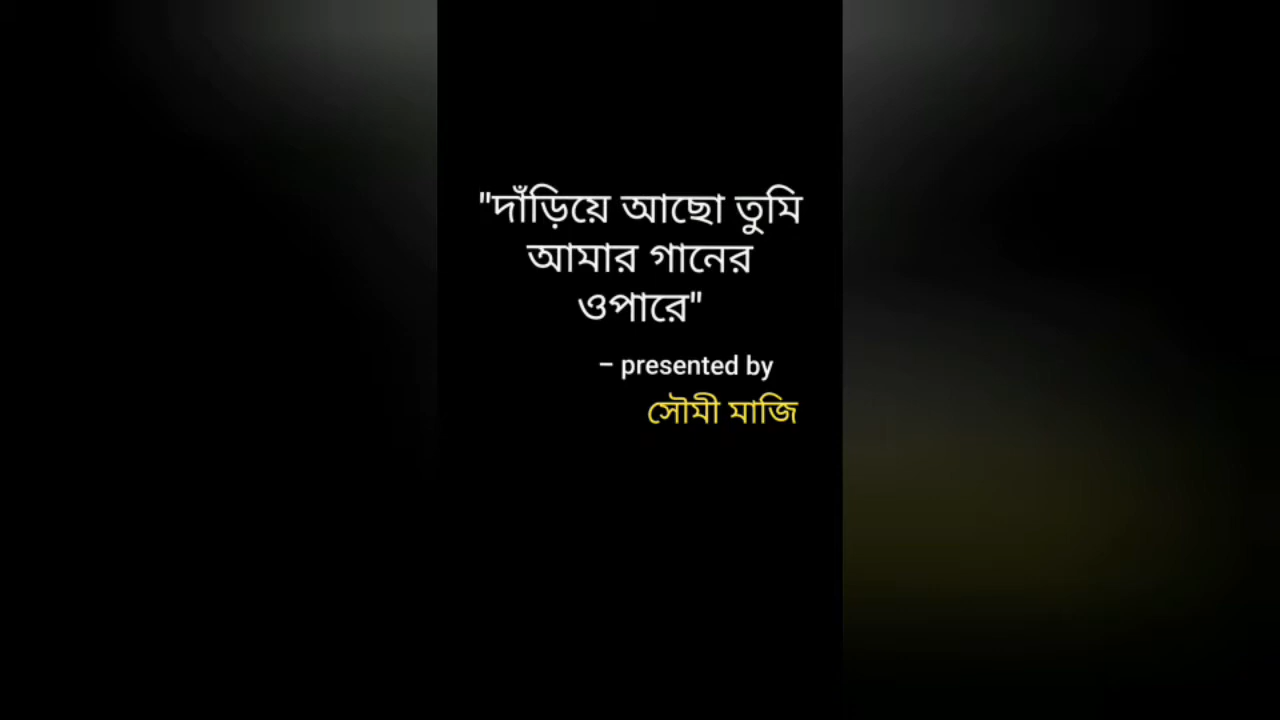 "দাঁড়িয়ে আছো তুমি
আমার গানের
ওপারে"
– presented by
সৌমী মাজি